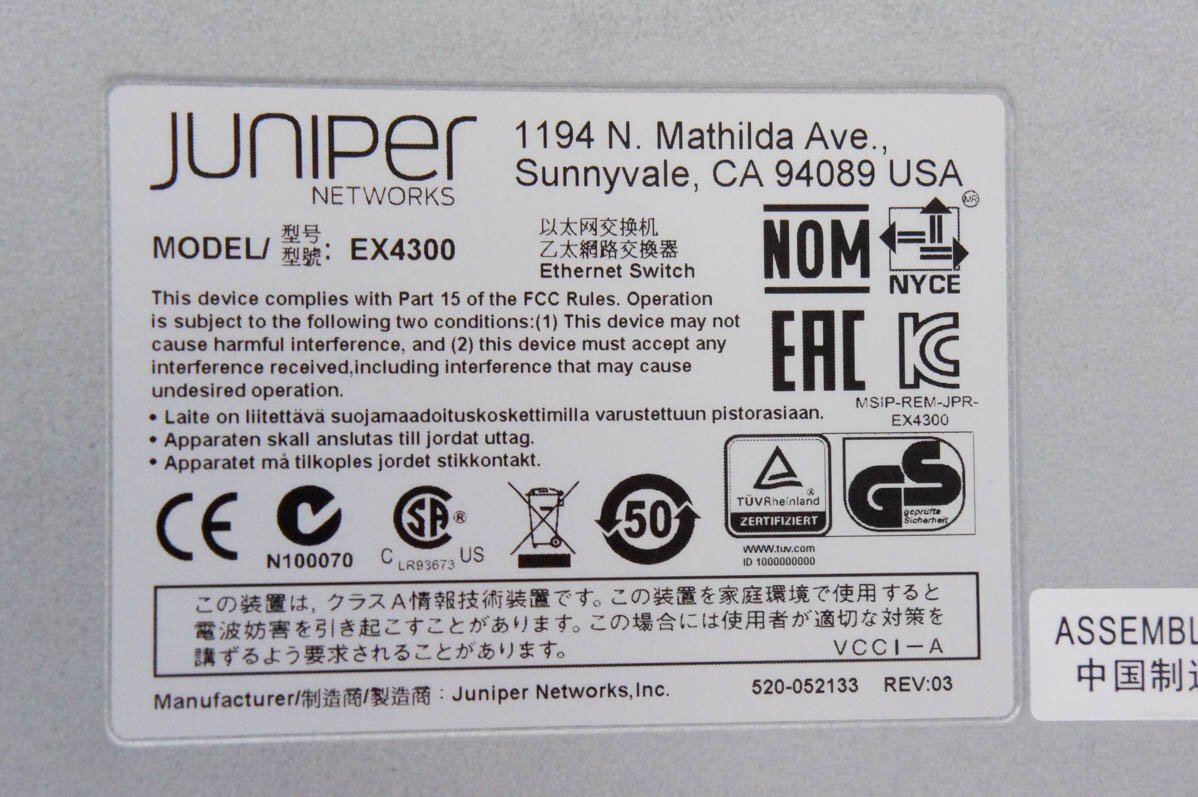 JUNIPER
NETWORKS
1194 N. Mathilda Ave.,
Sunnyvale, CA 94089 USA
MODEL/ 型号 型號: EX4300
以太网交换机
乙太網路交換器
Ethernet Switch
NOM
MR
NYCE
This device complies with Part 15 of the FCC Rules. Operation
is subject to the following two conditions:(1) This device may not
cause harmful interference, and (2) this device must accept any
interference received,including interference that may cause
undesired operation.
EAC
KC
MSIP-REM-JPR-
EX4300
• Laite on liitettävä suojamaadoituskoskettimilla varustettuun pistorasiaan.
• Apparaten skall anslutas till jordat uttag.
• Apparatet må tilkoples jordet stikkontakt.
CE
N100070
SA ®
C LR93673 US
50
TÜVRheinland ®
ZERTIFIZIERT
www.tuv.com
ID 1000000000
GS
geprüfte
Sicherheit
この装置は, クラスA情報技術装置です。この装置を家庭環境で使用すると
電波妨害を引き起こすことがあります。この場合には使用者が適切な対策を
講ずるよう要求されることがあります。
VCCI-A
Manufacturer/制造商/製造商 : Juniper Networks,Inc.
520-052133 REV:03
ASSEMBL
中国制造